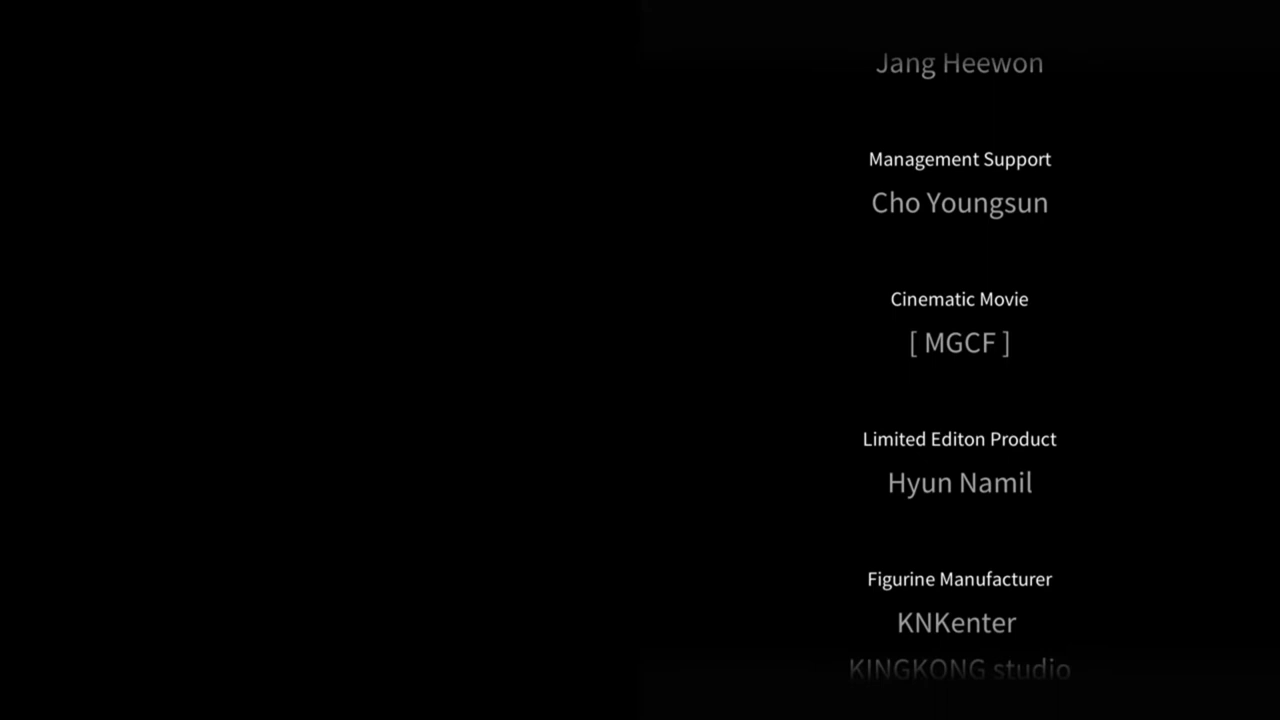 Jang Heewon
Management Support
Cho Youngsun
Cinematic Movie
[ MGCF ]
Limited Editon Product
Hyun Namil
Figurine Manufacturer
KNKenter
KINGKONG studio